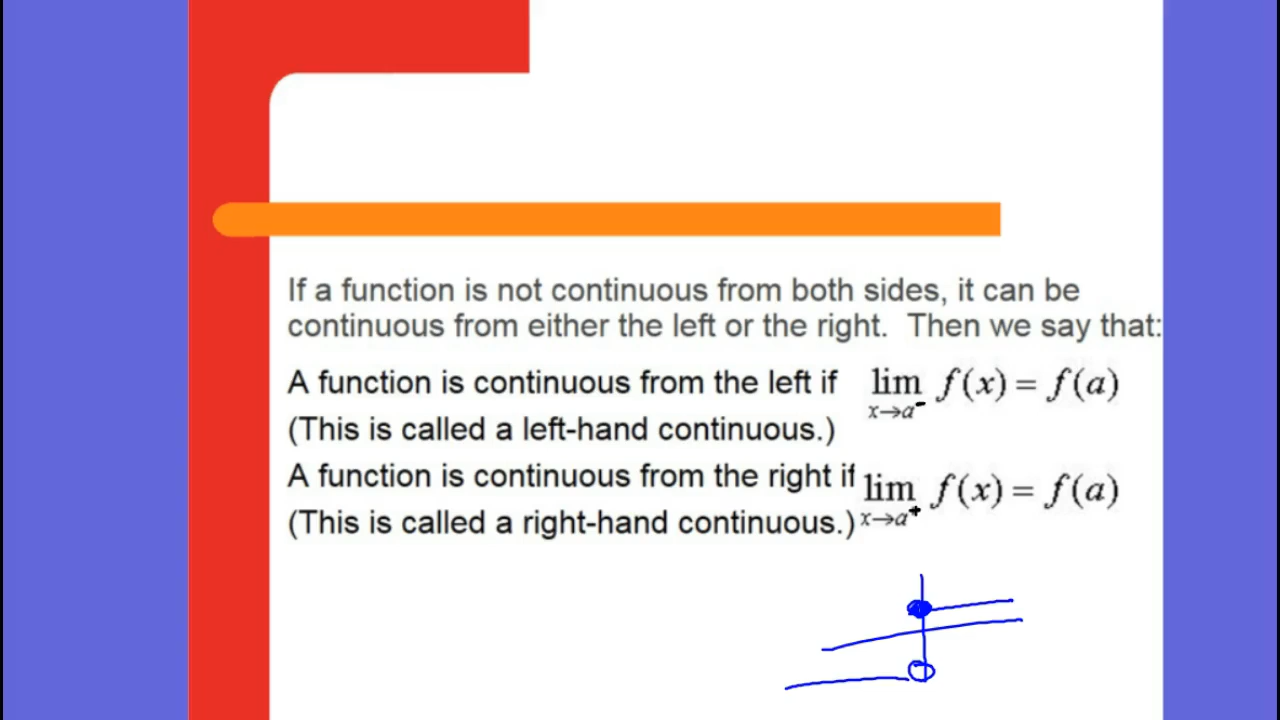 If a function is not continuous from both sides, it can be
continuous from either the left or the right. Then we say that:
A function is continuous from the left if lim f(x) = f(a)
x→a⁻
(This is called a left-hand continuous.)
A function is continuous from the right if lim f(x) = f(a)
(This is called a right-hand continuous.) x→a⁺